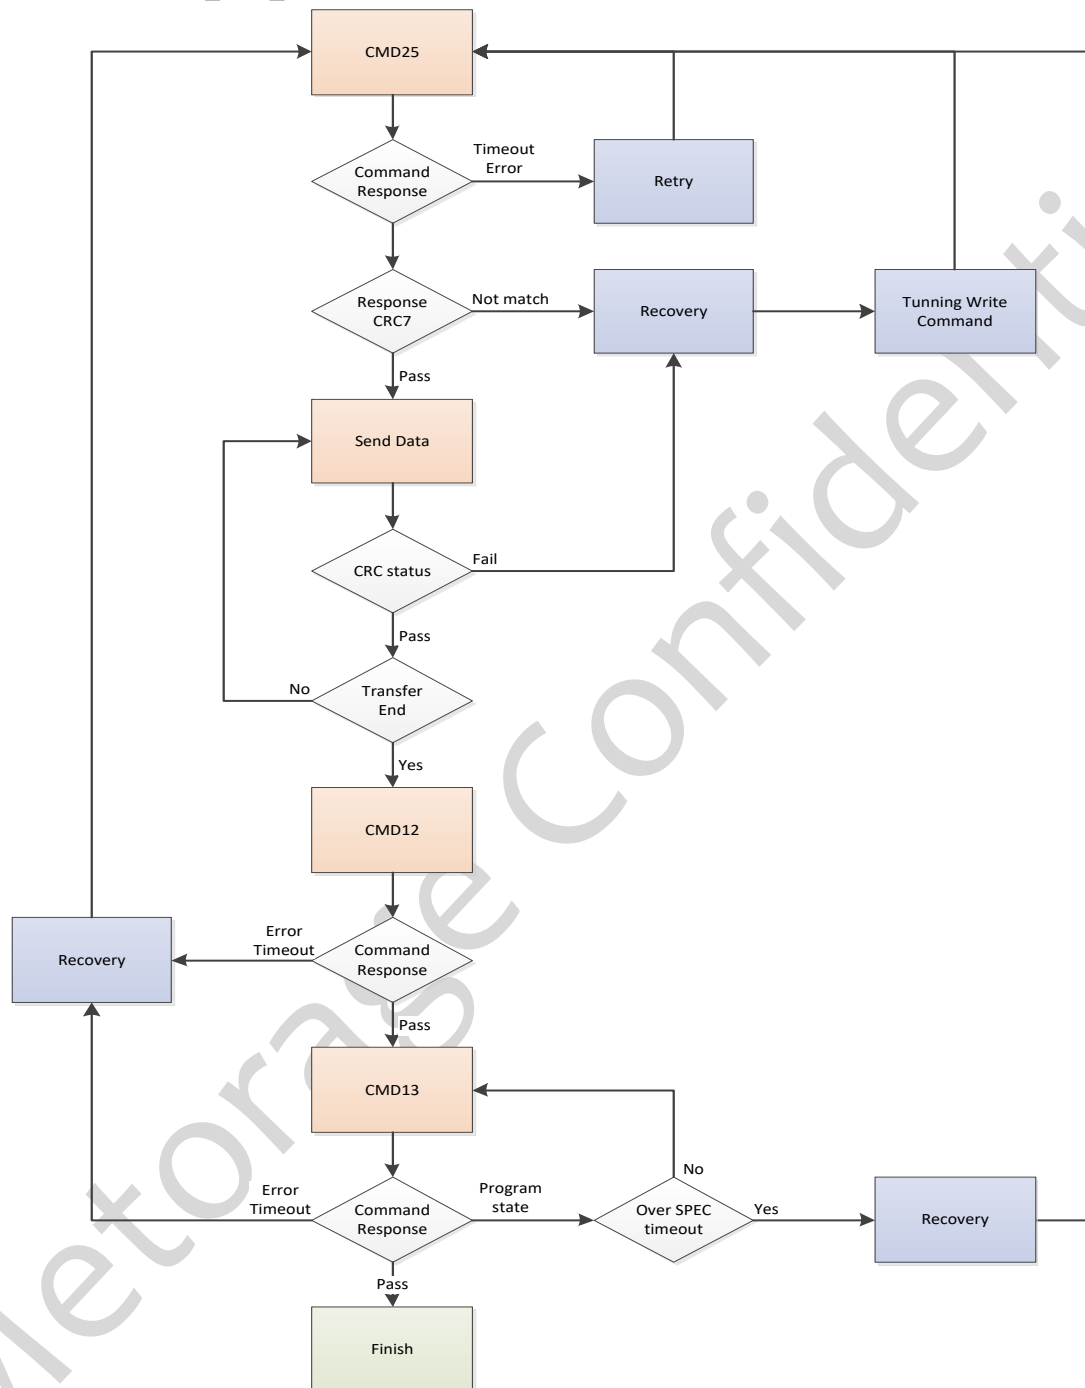 CMD25
Timeout
Error
Command
Response
Retry
Response
CRC7
Not match
Recovery
Tunning Write
Command
Pass
Send Data
CRC status
Fail
Pass
Transfer
End
No
Yes
CMD12
Recovery
Error
Timeout
Command
Response
Pass
CMD13
No
Error
Timeout
Command
Response
Program
state
Over SPEC
timeout
Yes
Recovery
Pass
Finish